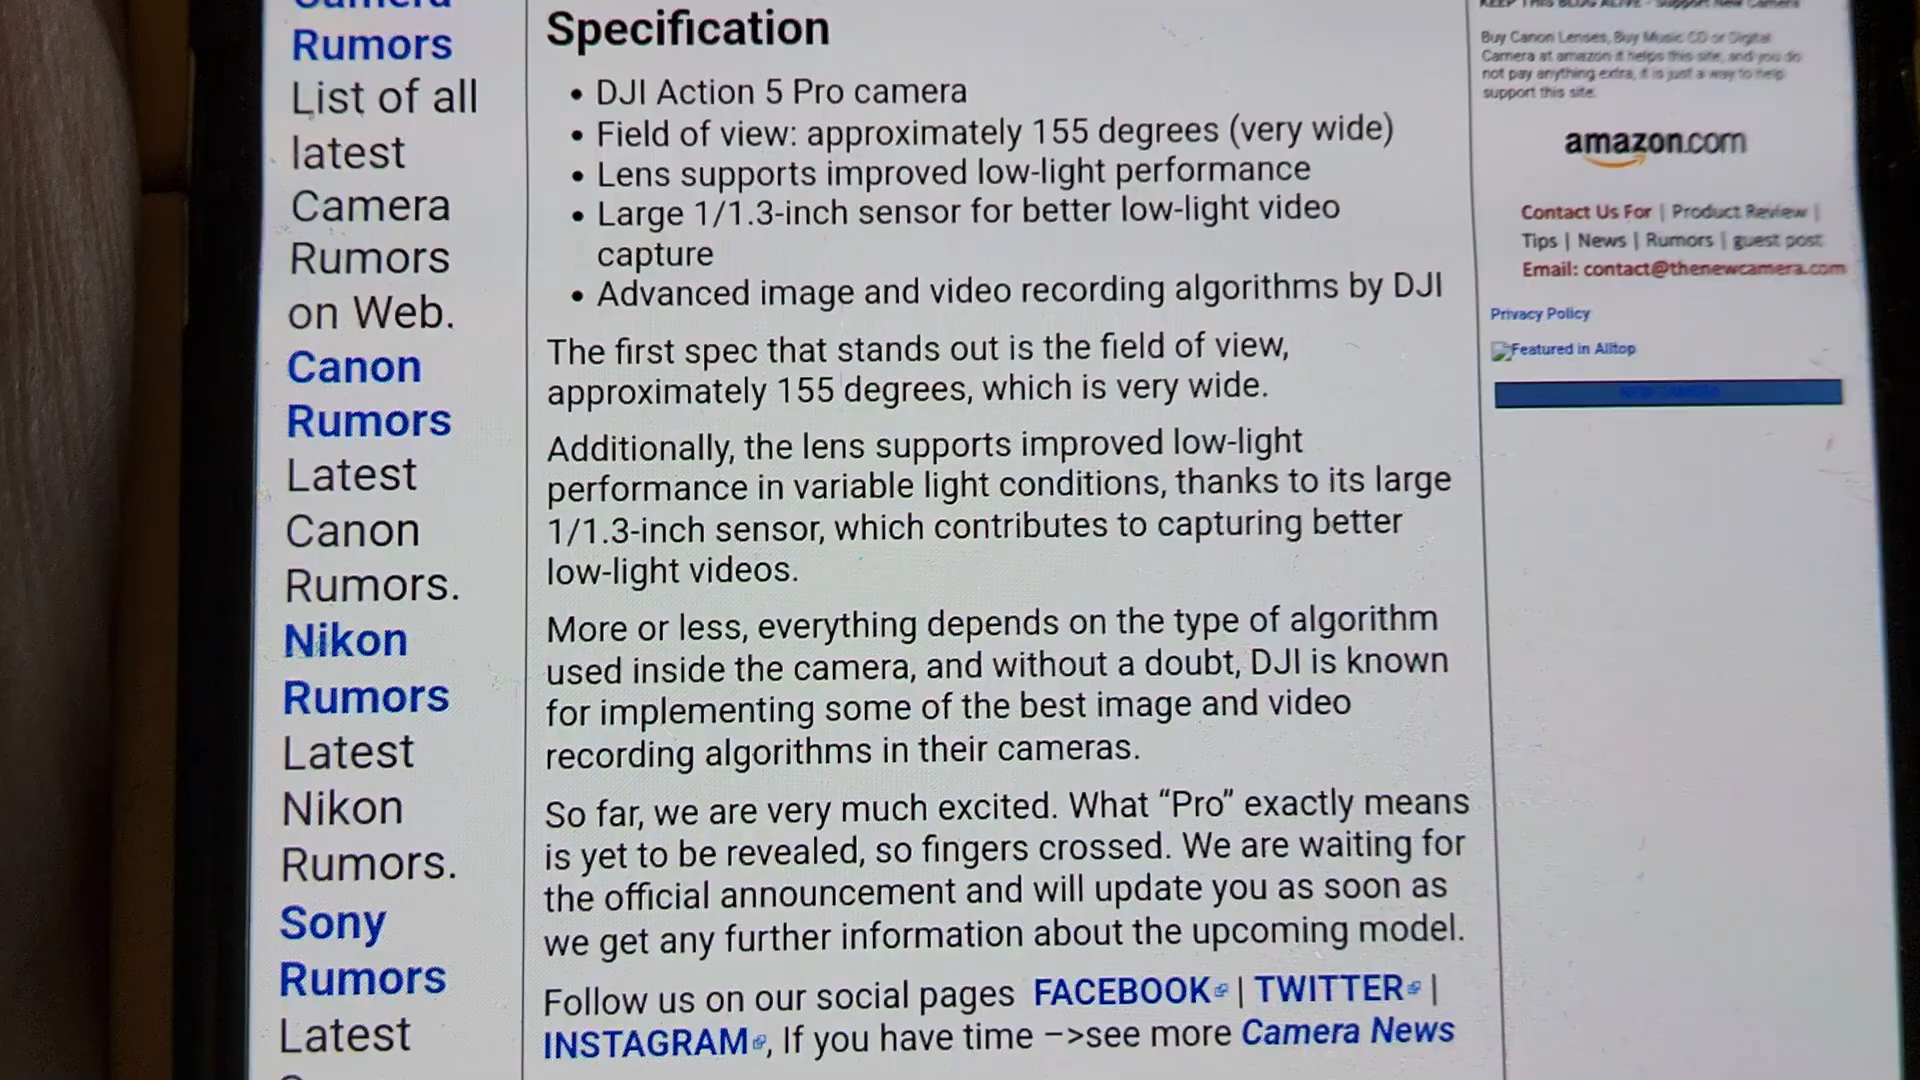 Rumors
List of all
latest
Camera
Rumors
on Web.
Canon
Rumors
Latest
Canon
Rumors.
Nikon
Rumors
Latest
Nikon
Rumors.
Sony
Rumors
Latest
Specification
• DJI Action 5 Pro camera
• Field of view: approximately 155 degrees (very wide)
• Lens supports improved low-light performance
• Large 1/1.3-inch sensor for better low-light video
capture
• Advanced image and video recording algorithms by DJI
The first spec that stands out is the field of view,
approximately 155 degrees, which is very wide.
Additionally, the lens supports improved low-light
performance in variable light conditions, thanks to its large
1/1.3-inch sensor, which contributes to capturing better
low-light videos.
More or less, everything depends on the type of algorithm
used inside the camera, and without a doubt, DJI is known
for implementing some of the best image and video
recording algorithms in their cameras.
So far, we are very much excited. What “Pro” exactly means
is yet to be revealed, so fingers crossed. We are waiting for
the official announcement and will update you as soon as
we get any further information about the upcoming model.
Follow us on our social pages FACEBOOK | TWITTER |
INSTAGRAM, If you have time –>see more Camera News
Buy Canon Lenses, Buy Music CD or Digital
Camera at amazon it helps this site, and you do
not pay anything extra, it is just a way to help
support this site.
amazon.com
Contact Us For | Product Review |
Tips | News | Rumors | guest post
Email: contact@thenewcamera.com
Privacy Policy
Featured in Alltop